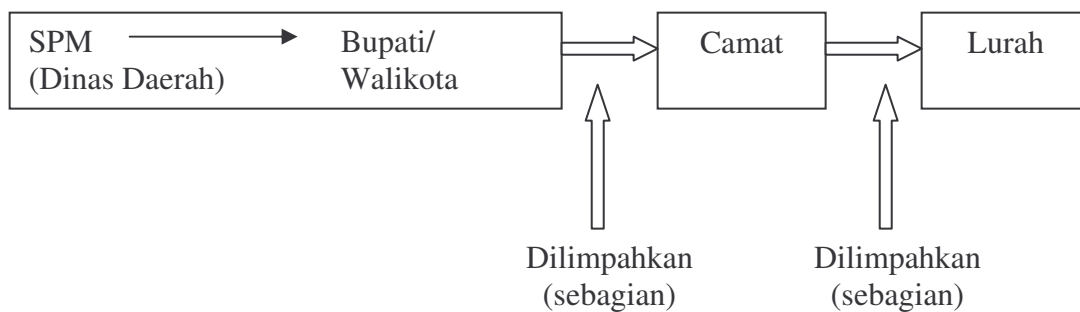 SPM
(Dinas Daerah)
Bupati/
Walikota
Camat
Lurah
Dilimpahkan
(sebagian)
Dilimpahkan
(sebagian)